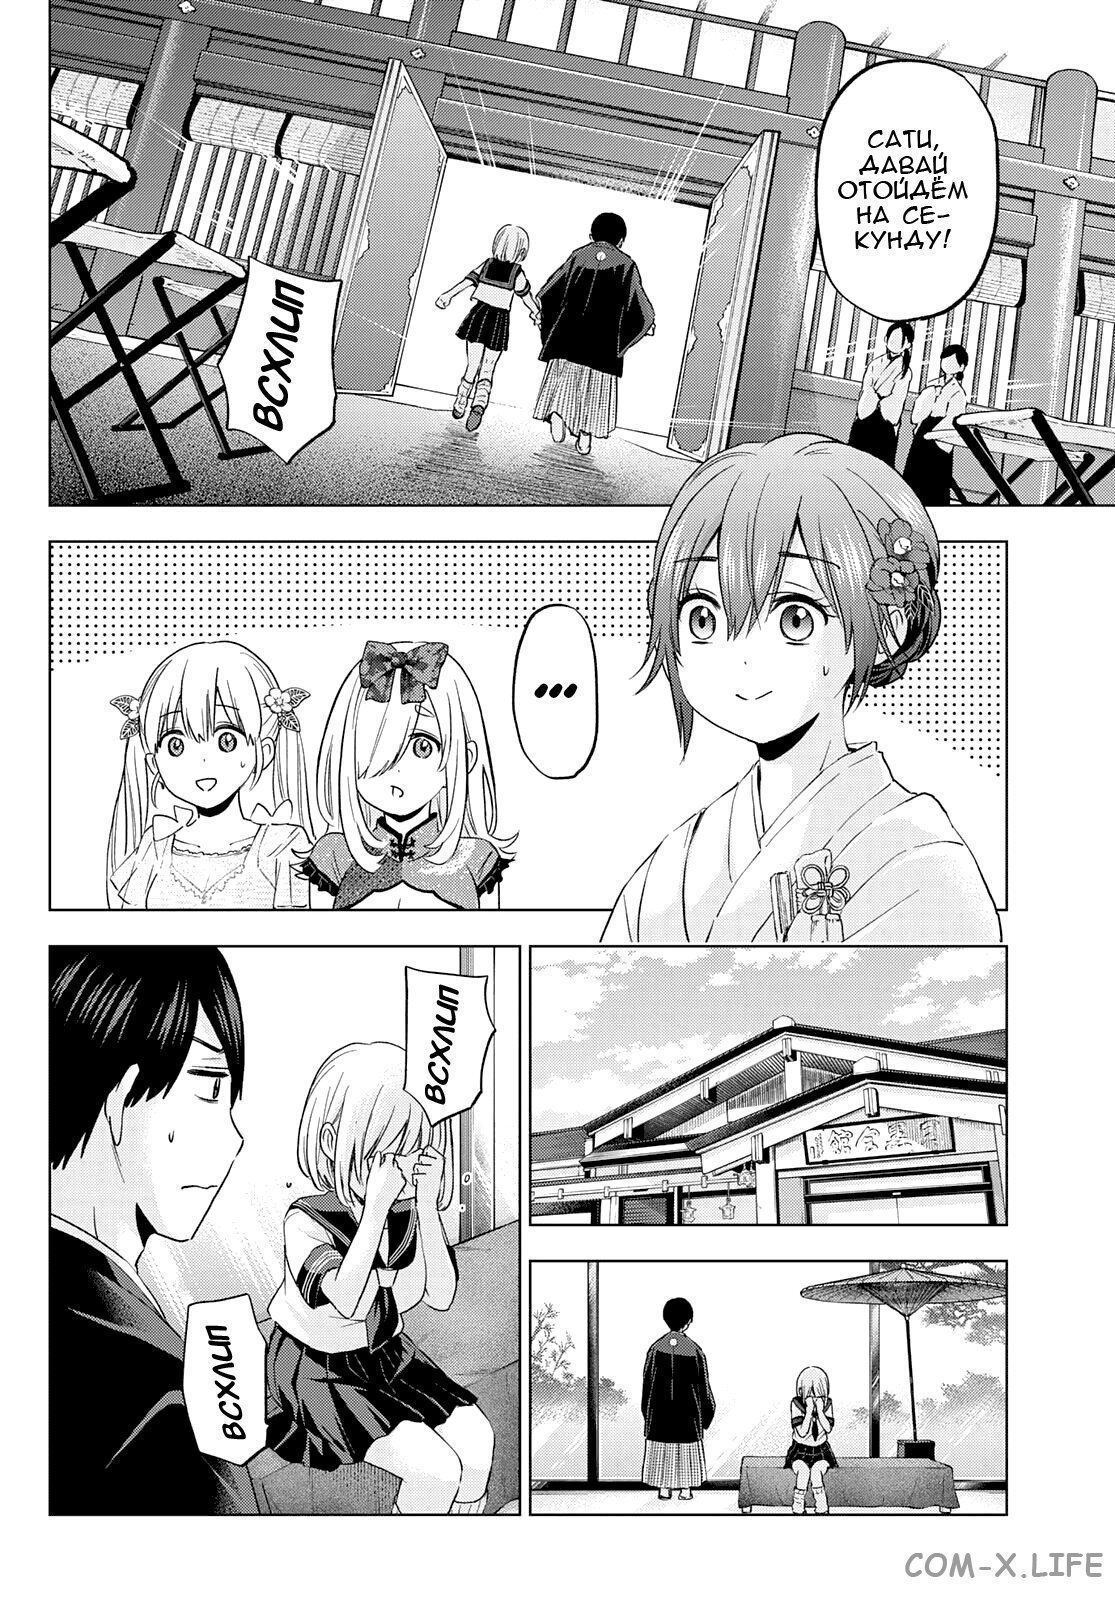 САТИ,
ДАВАЙ
ОТОЙДЁМ
НА СЕ-
КУНДУ!
ВСХЛИП
...
ВСХЛИП
ВСХЛИП
COM-X.LIFE